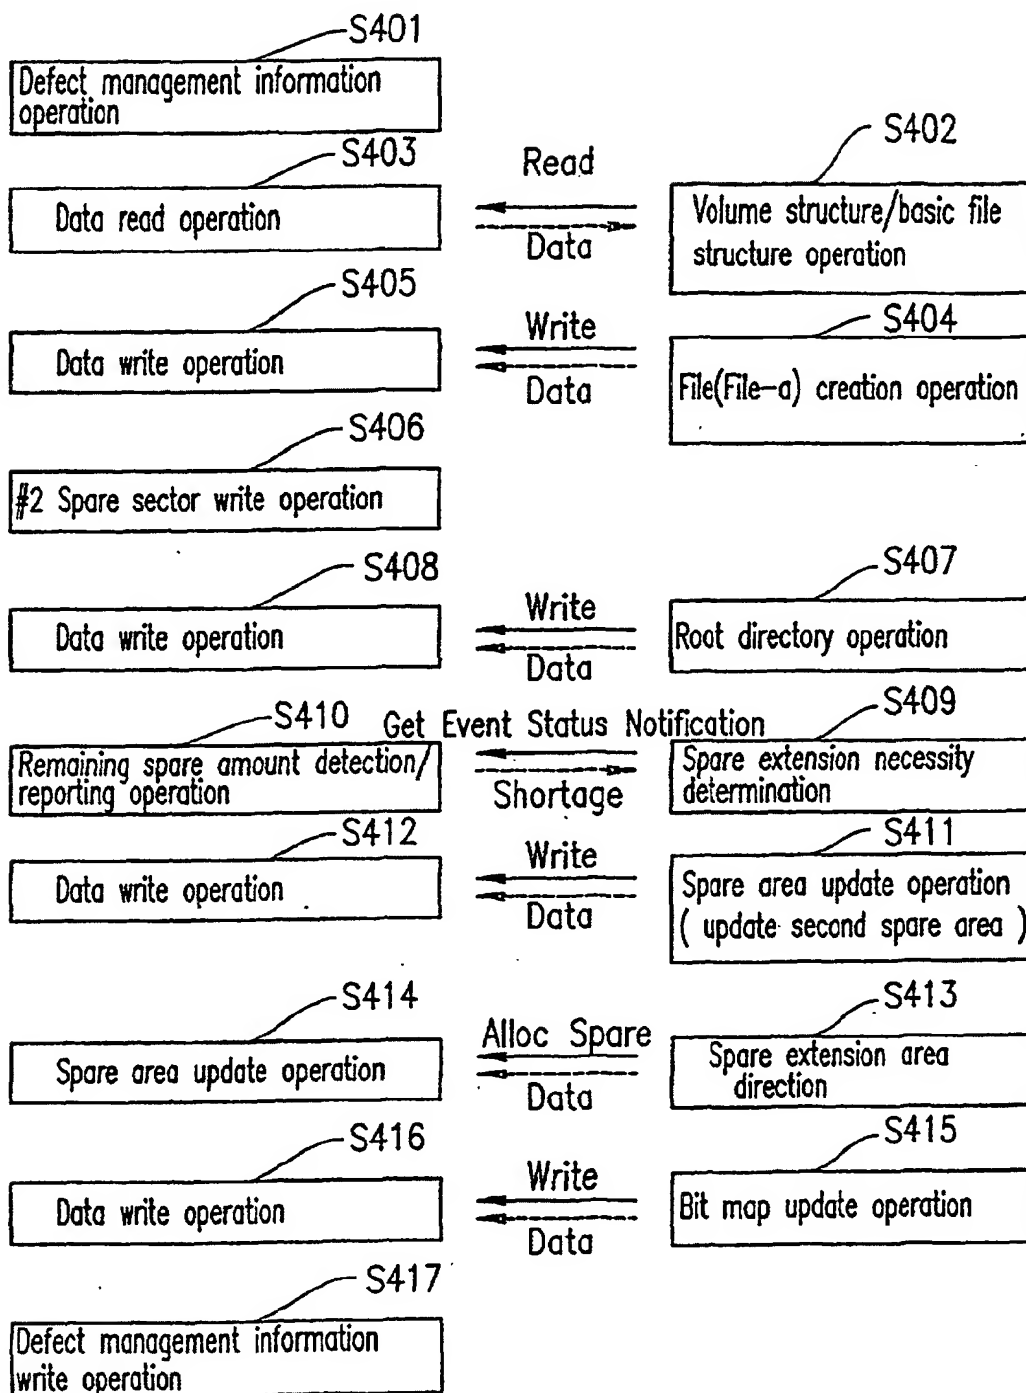 S401
Defect management information
operation
S403
Data read operation
Read
Data
S402
Volume structure/basic file
structure operation
S405
Data write operation
Write
Data
S404
File(File-a) creation operation
S406
#2 Spare sector write operation
S408
Data write operation
Write
Data
S407
Root directory operation
S410
Remaining spare amount detection/
reporting operation
Get Event Status Notification
Shortage
S409
Spare extension necessity
determination
S412
Data write operation
Write
Data
S411
Spare area update operation
( update second spare area )
S414
Spare area update operation
Alloc Spare
Data
S413
Spare extension area
direction
S416
Data write operation
Write
Data
S415
Bit map update operation
S417
Defect management information
write operation